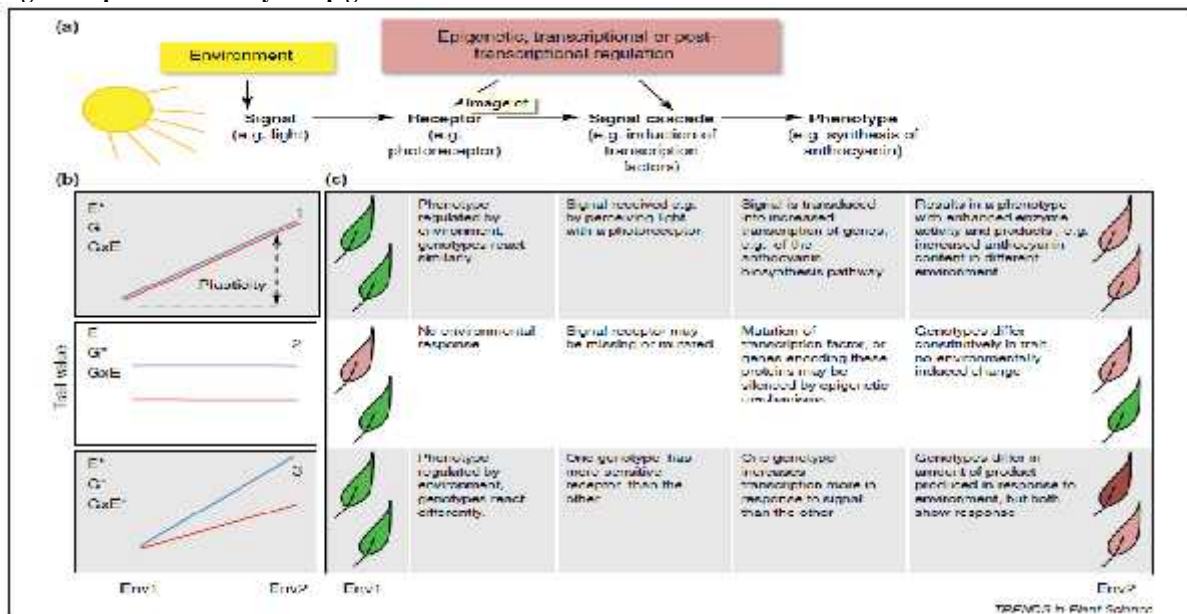 (a)
Environment
Epigenetic, transcriptional or post-
transcriptional regulation
Image of
Signal
(e.g. light)
Receptor
(e.g.
photoreceptor)
Signal cascade
(e.g. induction of
transcription
factors)
Phenotype
(e.g. synthesis of
anthocyanin)
(b)
Trait value
E*
G
GxE
1
Plasticity
E
G*
GxE
2
E*
G*
GxE*
3
Env1
Env2
(c)
Phenotype
regulated by
environment,
genotypes react
similarly
Signal received e.g.
by perceiving light
with a photoreceptor
Signal is transduced
into increased
transcription of genes,
e.g. of the
anthocyanin
biosynthesis pathway
Results in a phenotype
with enhanced enzyme
activity and products, e.g.
increased anthocyanin
content in different
environment
No environmental
response
Signal receptor may
be missing or mutated
Mutation of
transcription factor, or
genes encoding these
proteins may be
silenced by epigenetic
mechanisms
Genotypes differ
constitutively in trait
no environmentally
induced change
Phenotype
regulated by
environment,
genotypes react
differently.
One genotype has
more sensitive
receptor than the
other
One genotype
increases
transcription more in
response to signal
than the other
Genotypes differ in
amount of product
produced in response to
environment, but both
show response
Env1
Env2
TRENDS in Plant Science